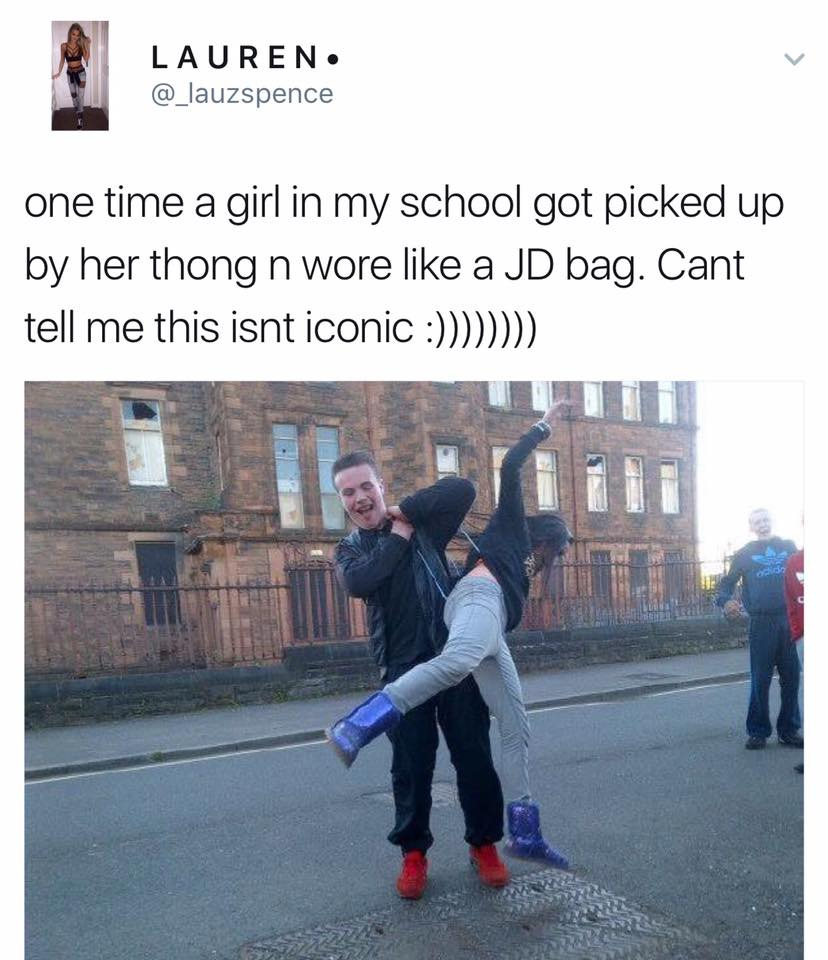 LAUREN•
@_lauzspence
one time a girl in my school got picked up
by her thong n wore like a JD bag. Cant
tell me this isnt iconic :))))))))
adidas